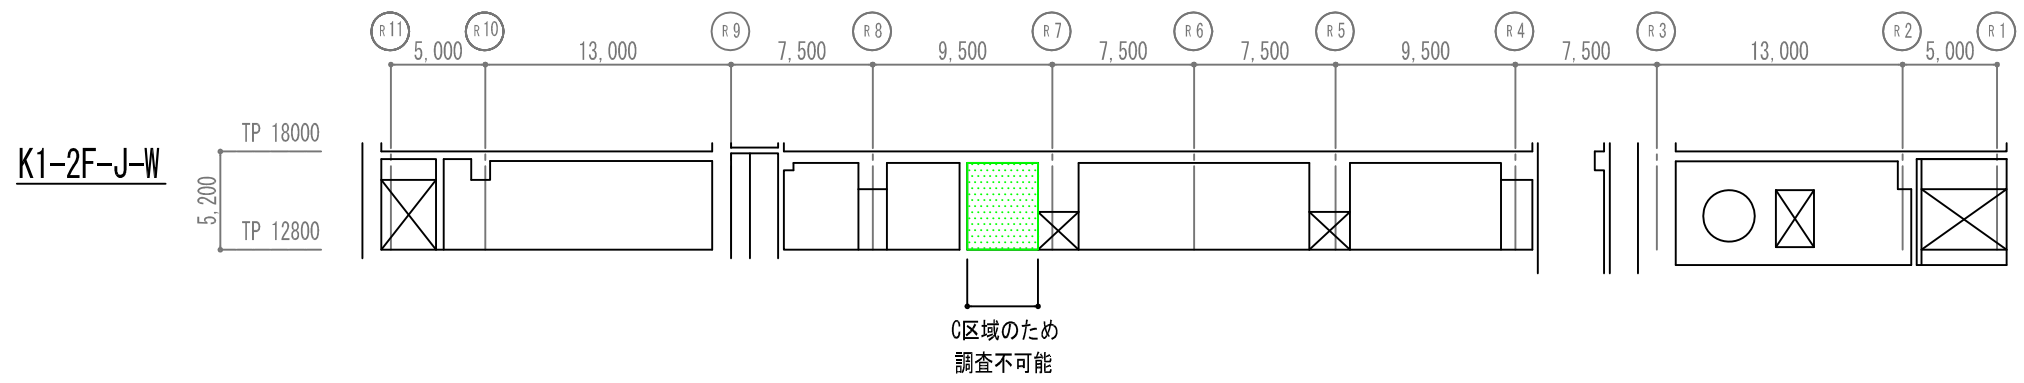 R11 R10 R9 R8 R7 R6 R5 R4 R3 R2 R1
5,000 13,000 7,500 9,500 7,500 7,500 9,500 7,500 13,000 5,000
TP 18000
K1-2F-J-W
5,200
TP 12800
C区域のため
調査不可能